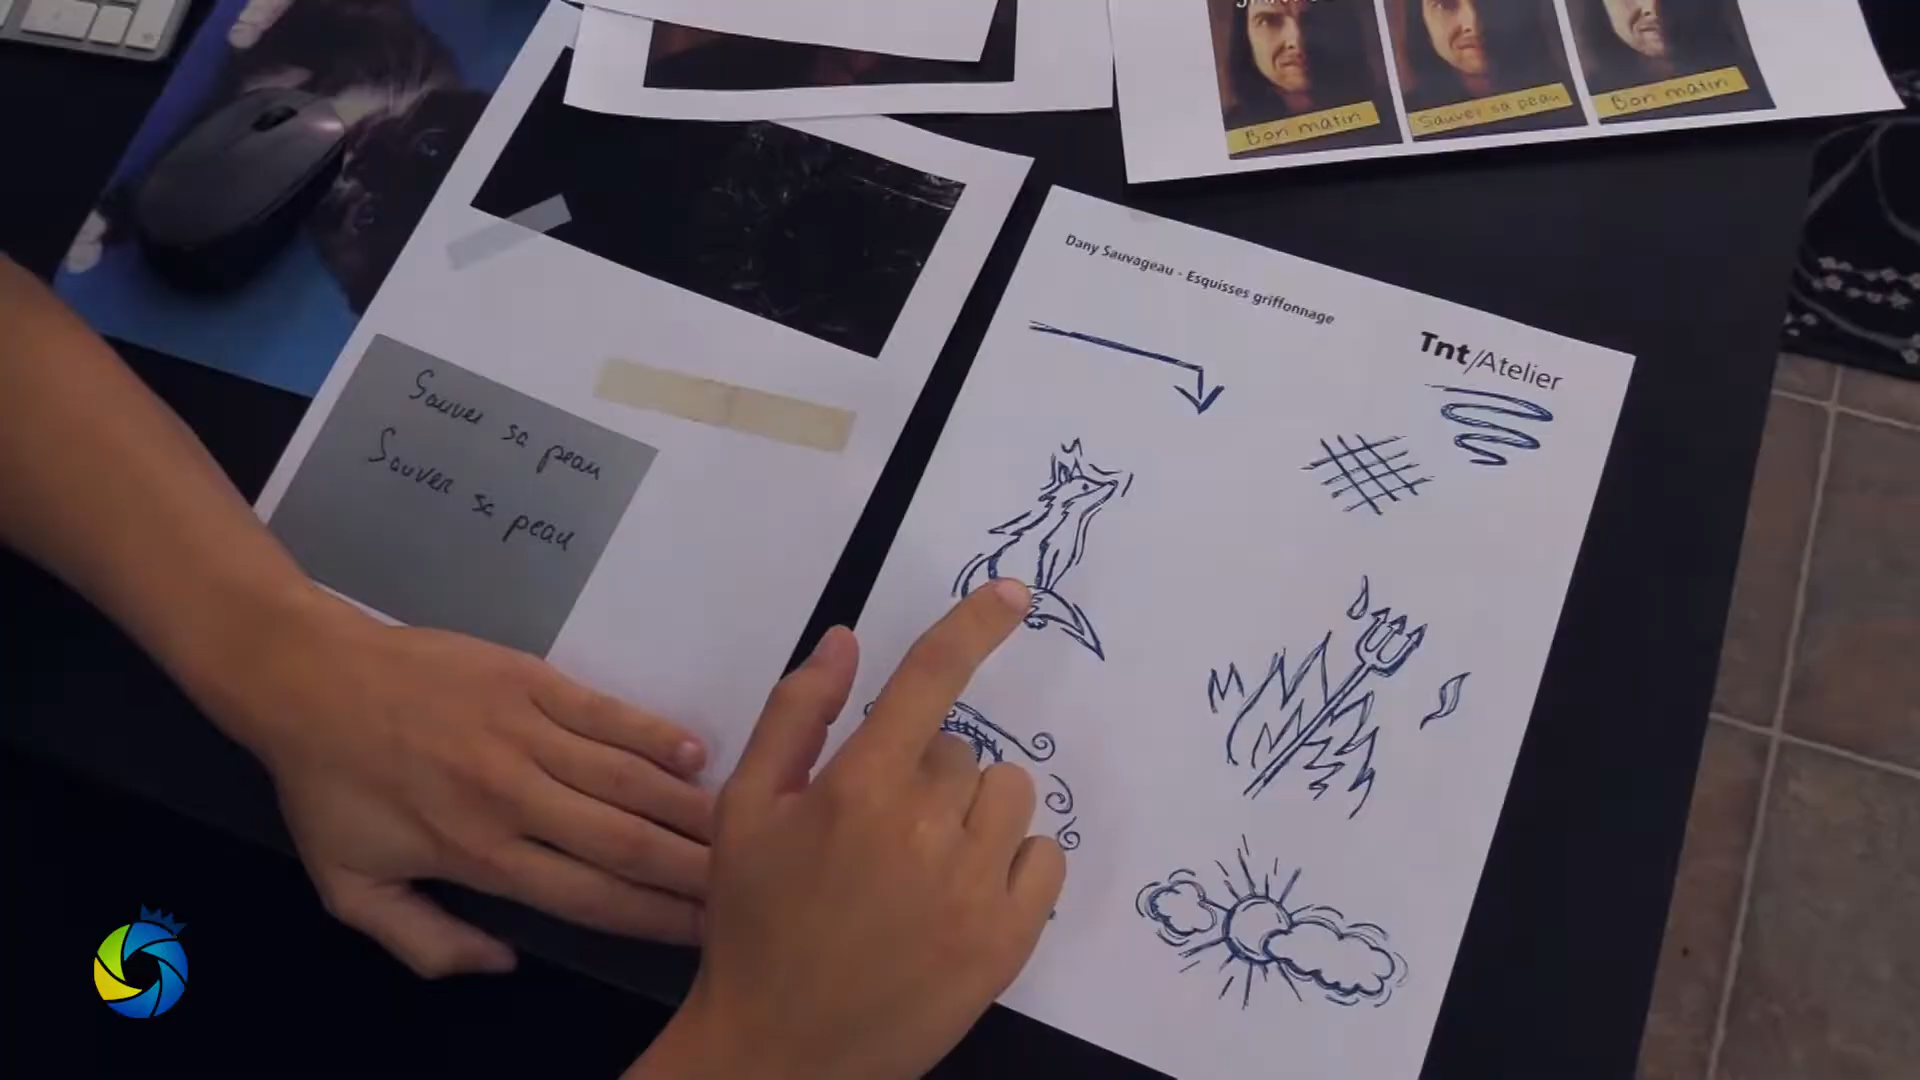 Bon matin
Sauver sa peau
Bon matin
Dany Sauvageau - Esquisses griffonnage
Tnt/Atelier
Sauver sa peau
Sauver sa peau